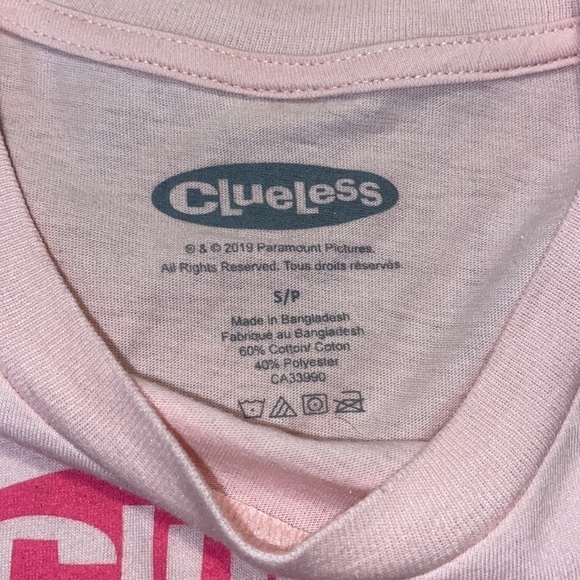 CLueLess
® & © 2019 Paramount Pictures.
All Rights Reserved. Tous droits réservés.
S/P
Made in Bangladesh
Fabriqué au Bangladesh
60% Cotton/ Coton
40% Polyester
CA33990